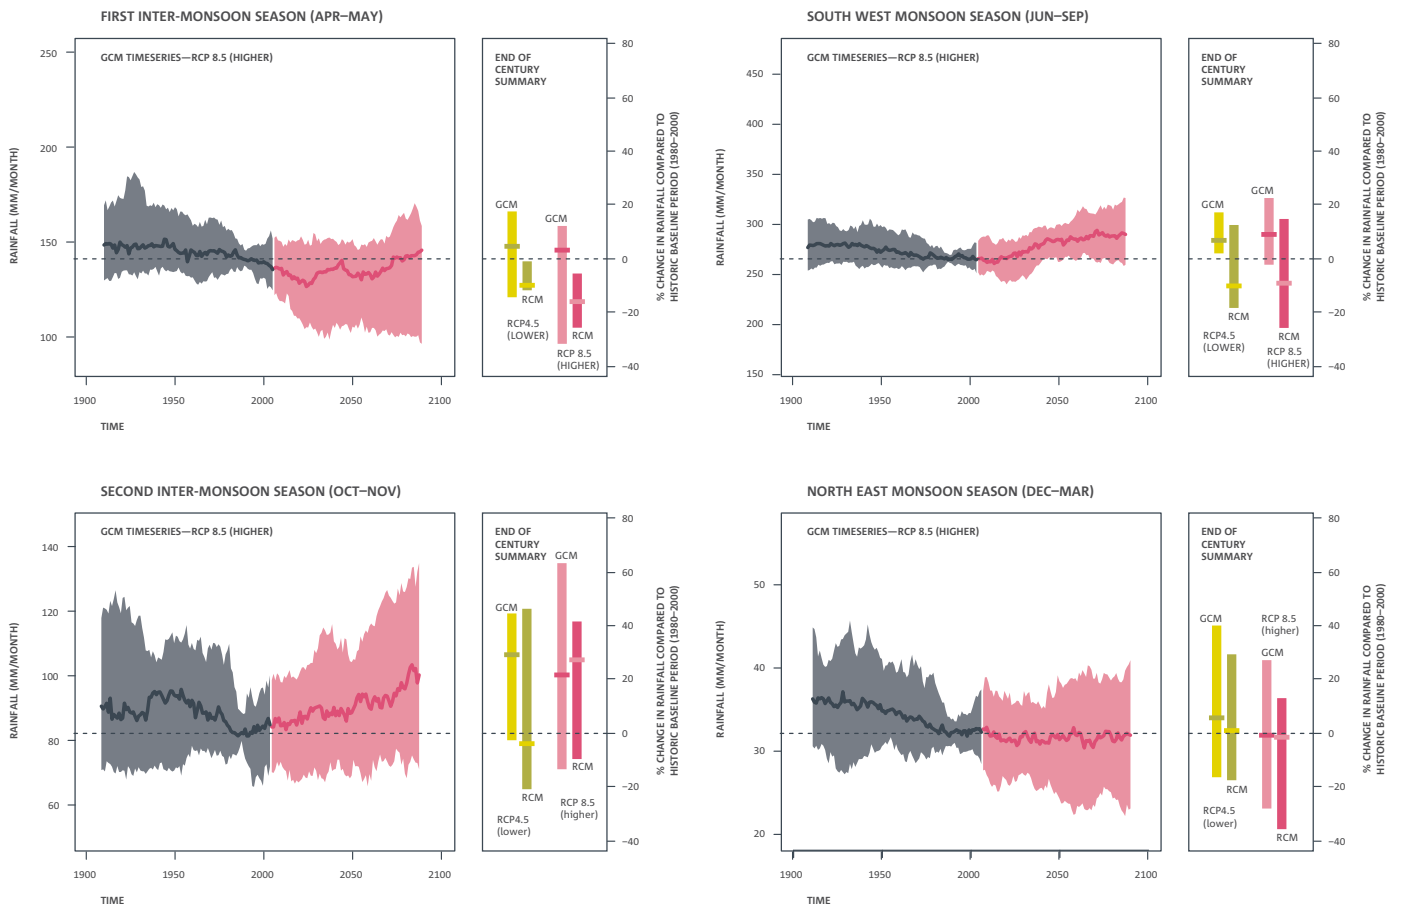 FIRST INTER-MONSOON SEASON (APR–MAY)
GCM TIMESERIES—RCP 8.5 (HIGHER)
RAINFALL (MM/MONTH)
250
200
150
100
1900
1950
2000
2050
2100
TIME
END OF
CENTURY
SUMMARY
GCM
RCM
RCP4.5
(LOWER)
GCM
RCM
RCP 8.5
(HIGHER)
80
60
40
20
0
−20
−40
% CHANGE IN RAINFALL COMPARED TO
HISTORIC BASELINE PERIOD (1980–2000)
SOUTH WEST MONSOON SEASON (JUN–SEP)
GCM TIMESERIES—RCP 8.5 (HIGHER)
RAINFALL (MM/MONTH)
450
400
450
300
250
200
150
1900
1950
2000
2050
2100
TIME
END OF
CENTURY
SUMMARY
GCM
RCM
RCP4.5
(LOWER)
GCM
RCM
RCP 8.5
(HIGHER)
80
60
40
20
0
−20
−40
% CHANGE IN RAINFALL COMPARED TO
HISTORIC BASELINE PERIOD (1980–2000)
SECOND INTER-MONSOON SEASON (OCT–NOV)
GCM TIMESERIES—RCP 8.5 (HIGHER)
RAINFALL (MM/MONTH)
140
120
100
80
60
1900
1950
2000
2050
2100
TIME
END OF
CENTURY
SUMMARY
GCM
GCM
RCM
RCM
RCP4.5
(lower)
RCP 8.5
(higher)
80
60
40
20
0
−20
−40
% CHANGE IN RAINFALL COMPARED TO
HISTORIC BASELINE PERIOD (1980–2000)
NORTH EAST MONSOON SEASON (DEC–MAR)
GCM TIMESERIES—RCP 8.5 (HIGHER)
RAINFALL (MM/MONTH)
50
40
30
20
1900
1950
2000
2050
2100
TIME
END OF
CENTURY
SUMMARY
GCM
RCP 8.5
(higher)
GCM
RCM
RCP4.5
(lower)
RCM
80
60
40
20
0
−20
−40
% CHANGE IN RAINFALL COMPARED TO
HISTORIC BASELINE PERIOD (1980–2000)